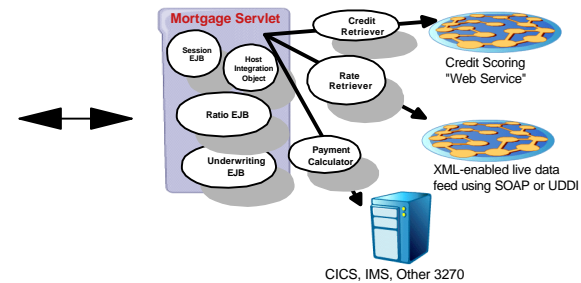 Mortgage Servlet
Session
EJB
Host
Integration
Object
Ratio EJB
Underwriting
EJB
Credit
Retriever
Rate
Retriever
Payment
Calculator
Credit Scoring
"Web Service"
XML-enabled live data
feed using SOAP or UDDI
CICS, IMS, Other 3270